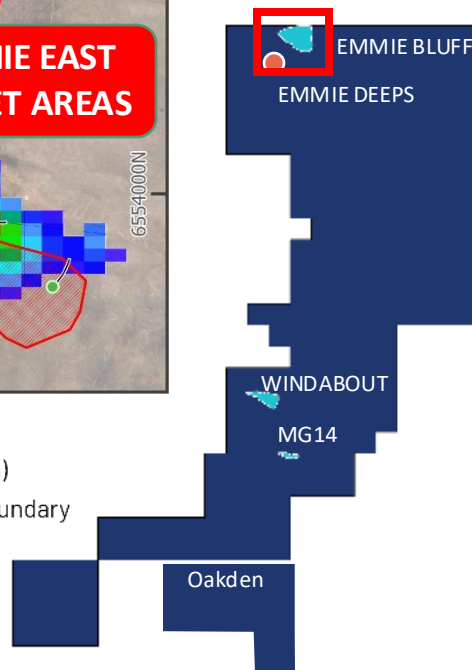 IE EAST
ET AREAS
6554000N
)
undary
EMMIE BLUFF
EMMIE DEEPS
WINDABOUT
MG14
Oakden